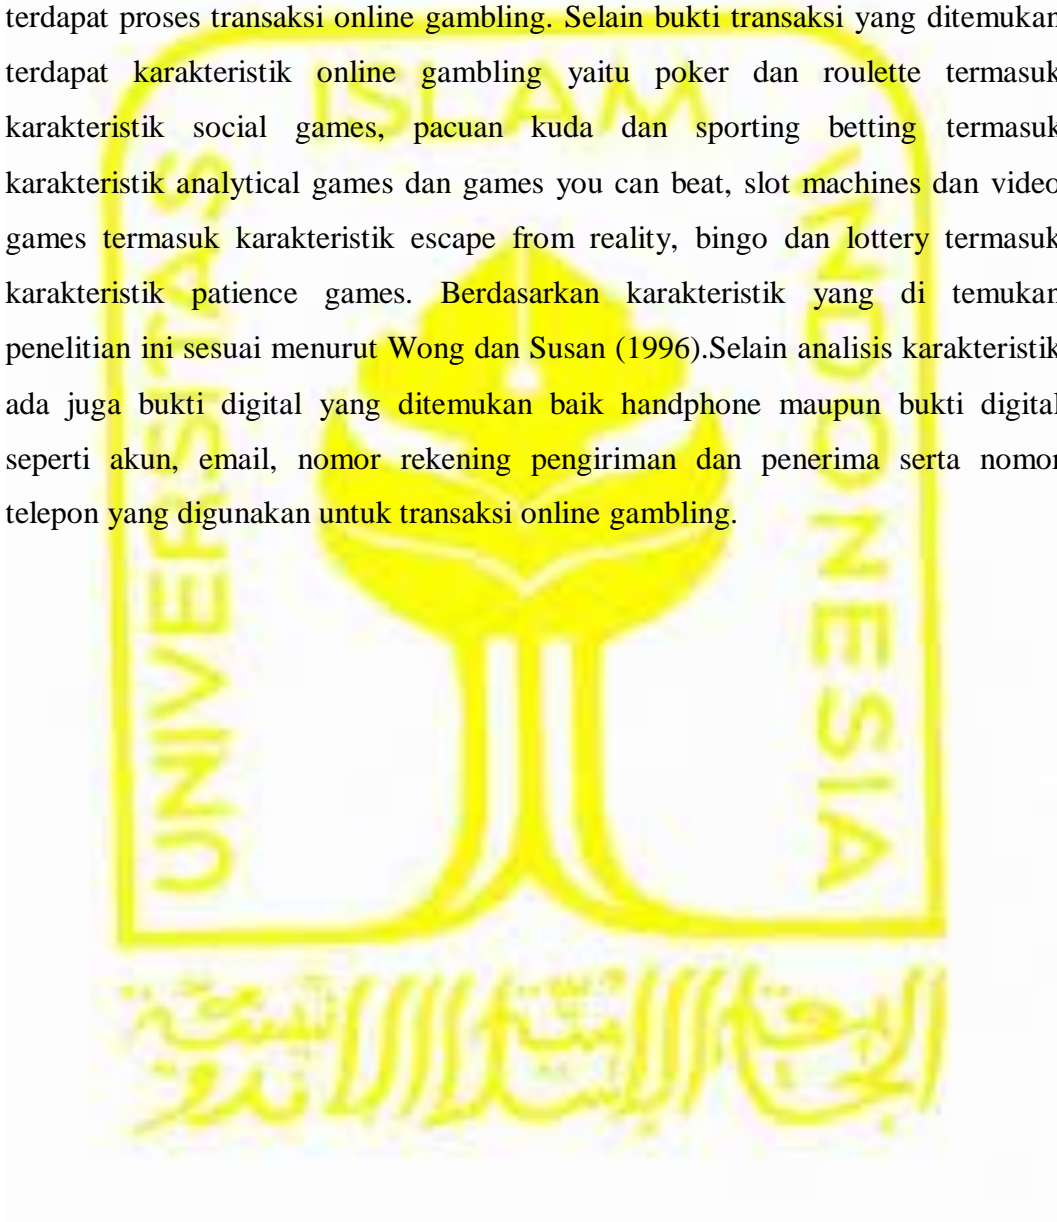 terdapat proses transaksi online gambling. Selain bukti transaksi yang ditemukan
terdapat karakteristik online gambling yaitu poker dan roulette termasuk
karakteristik social games, pacuan kuda dan sporting betting termasuk
karakteristik analytical games dan games you can beat, slot machines dan video
games termasuk karakteristik escape from reality, bingo dan lottery termasuk
karakteristik patience games. Berdasarkan karakteristik yang di temukan
penelitian ini sesuai menurut Wong dan Susan (1996).Selain analisis karakteristik
ada juga bukti digital yang ditemukan baik handphone maupun bukti digital
seperti akun, email, nomor rekening pengiriman dan penerima serta nomor
telepon yang digunakan untuk transaksi online gambling.
UNIVERSITAS
ISLAM
INDONESIA